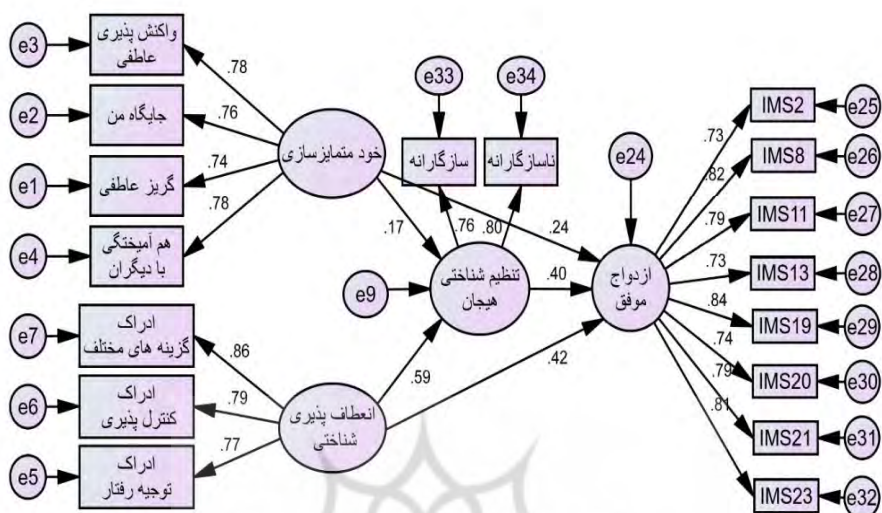 e3
واکنش پذیری
عاطفی
.78
e2
جایگاه من
.76
e1
گریز عاطفی
.74
e4
هم آمیختگی
با دیگران
.78
خود متمایزسازی
e7
ادراک
گزینه های مختلف
.86
e6
ادراک
کنترل پذیری
.79
e5
ادراک
توجیه رفتار
.77
انعطاف پذیری
شناختی
e33
e34
سازگارانه
ناسازگارانه
.76
.80
.17
.24
e9
تنظیم شناختی
هیجان
.40
.59
.42
e24
ازدواج
موفق
.73
IMS2
e25
.82
IMS8
e26
.79
IMS11
e27
.73
IMS13
e28
.84
IMS19
e29
.74
IMS20
e30
.79
IMS21
e31
.81
IMS23
e32